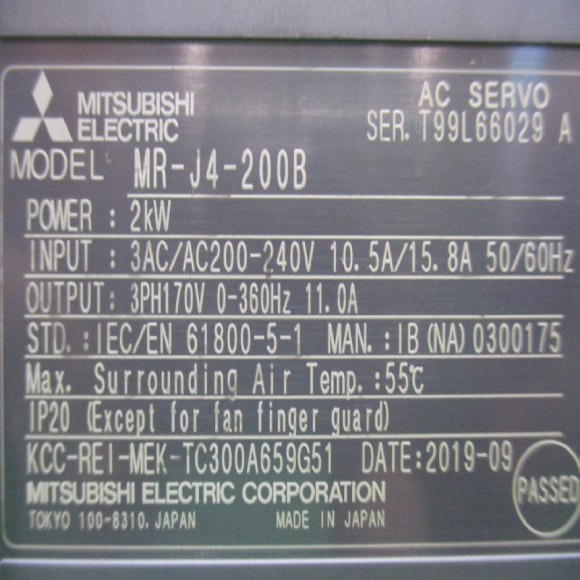 MITSUBISHI
ELECTRIC
AC SERVO
SER. T99L66029 A
MODEL MR-J4-200B
POWER : 2kW
INPUT : 3AC/AC200-240V 10.5A/15.8A 50/60Hz
OUTPUT: 3PH170V 0-360Hz 11.0A
STD. :IEC/EN 61800-5-1 MAN. :IB(NA)0300175
Max. Surrounding Air Temp. :55℃
IP20 (Except for fan finger guard)
KCC-REI-MEK-TC300A659G51 DATE:2019-09
MITSUBISHI ELECTRIC CORPORATION
PASSED
TOKYO 100-8310, JAPAN MADE IN JAPAN